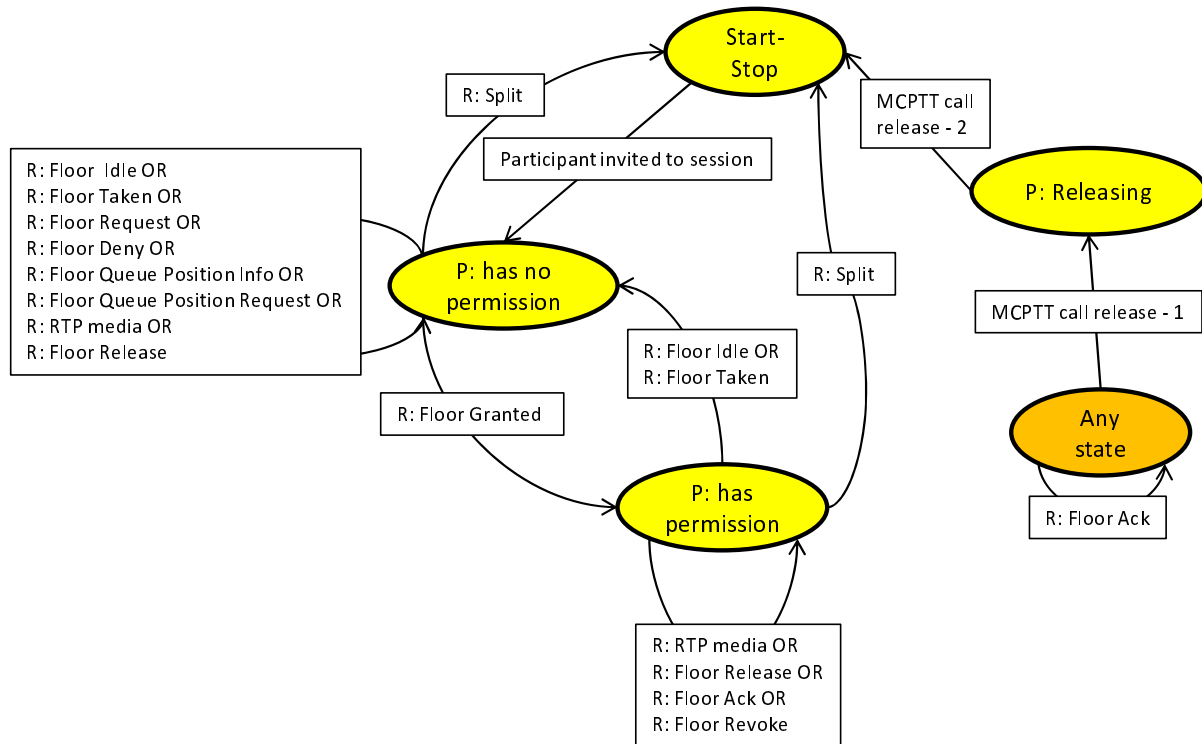 Start-
Stop
R: Split
MCPTT call
release - 2
Participant invited to session
R: Floor Idle OR
R: Floor Taken OR
R: Floor Request OR
R: Floor Deny OR
R: Floor Queue Position Info OR
R: Floor Queue Position Request OR
R: RTP media OR
R: Floor Release
P: Releasing
P: has no
permission
R: Split
MCPTT call release - 1
R: Floor Idle OR
R: Floor Taken
R: Floor Granted
Any
state
P: has
permission
R: Floor Ack
R: RTP media OR
R: Floor Release OR
R: Floor Ack OR
R: Floor Revoke